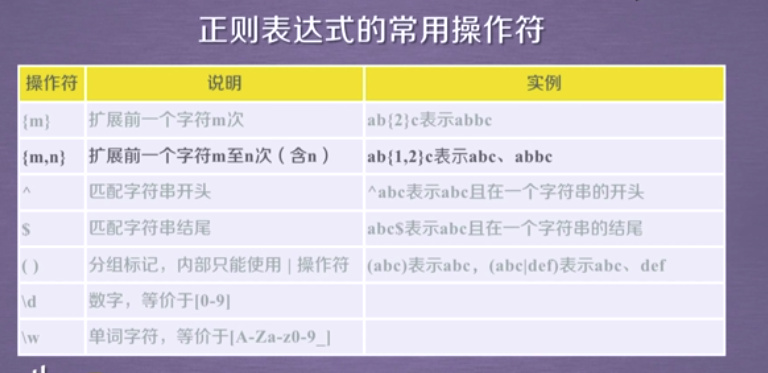 正则表达式的常用操作符
操作符 说明 实例
{m} 扩展前一个字符m次 ab{2}c表示abbc
{m,n} 扩展前一个字符m至n次（含n） ab{1,2}c表示abc、abbc
^ 匹配字符串开头 ^abc表示abc且在一个字符串的开头
$ 匹配字符串结尾 abc$表示abc且在一个字符串的结尾
( ) 分组标记，内部只能使用 | 操作符 (abc)表示abc，(abc|def)表示abc、def
\d 数字，等价于[0-9]
\w 单词字符，等价于[A-Za-z0-9_]